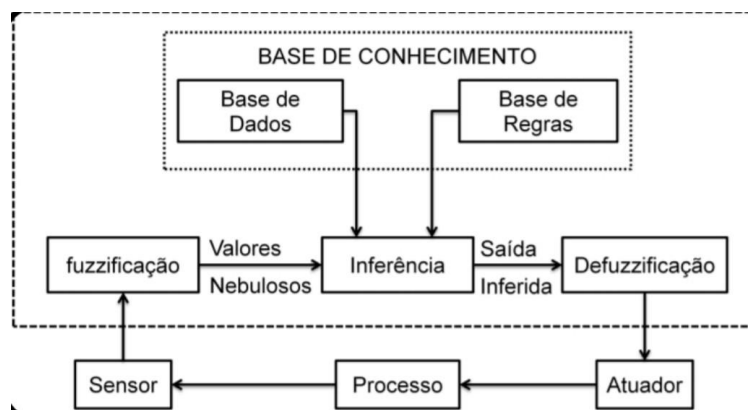 BASE DE CONHECIMENTO
Base de
Dados
Base de
Regras
fuzzificação
Valores
Nebulosos
Inferência
Saída
Inferida
Defuzzificação
Sensor
Processo
Atuador